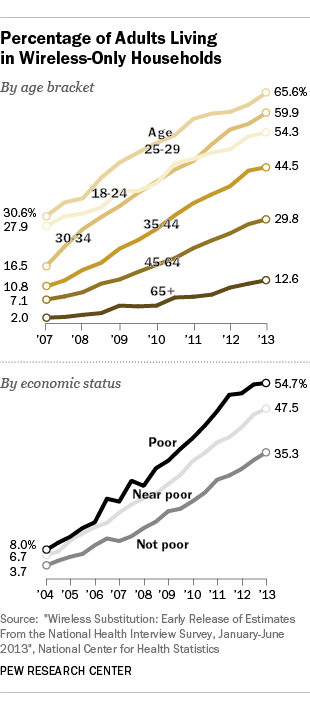 Percentage of Adults Living
in Wireless-Only Households
By age bracket
65.6%
59.9
54.3
44.5
29.8
12.6
Age
25-29
18-24
30-34
35-44
45-64
65+
30.6%
27.9
16.5
10.8
7.1
2.0
'07 '08 '09 '10 '11 '12 '13
By economic status
54.7%
47.5
35.3
Poor
Near poor
Not poor
8.0%
6.7
3.7
'04 '05 '06 '07 '08 '09 '10 '11 '12 '13
Source: "Wireless Substitution: Early Release of Estimates
From the National Health Interview Survey, January-June
2013", National Center for Health Statistics
PEW RESEARCH CENTER